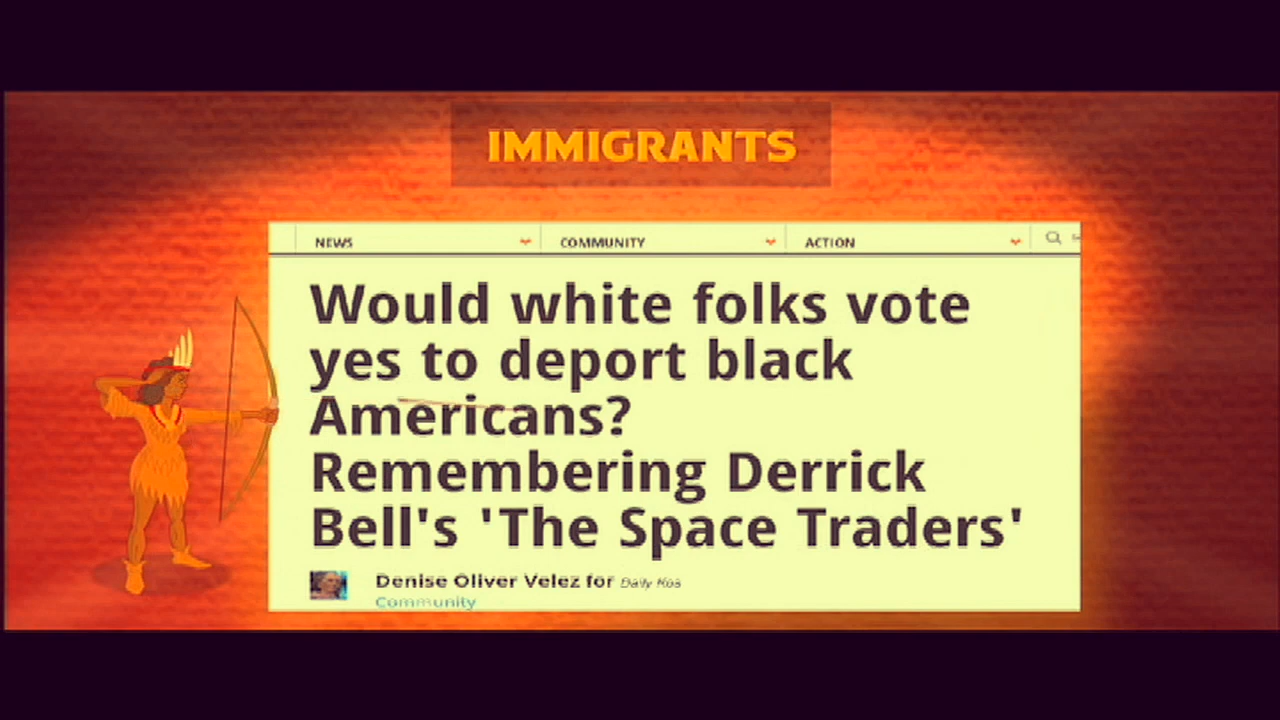 IMMIGRANTS
NEWS COMMUNITY ACTION
Would white folks vote
yes to deport black
Americans?
Remembering Derrick
Bell's 'The Space Traders'
Denise Oliver Velez for Daily Kos
Community